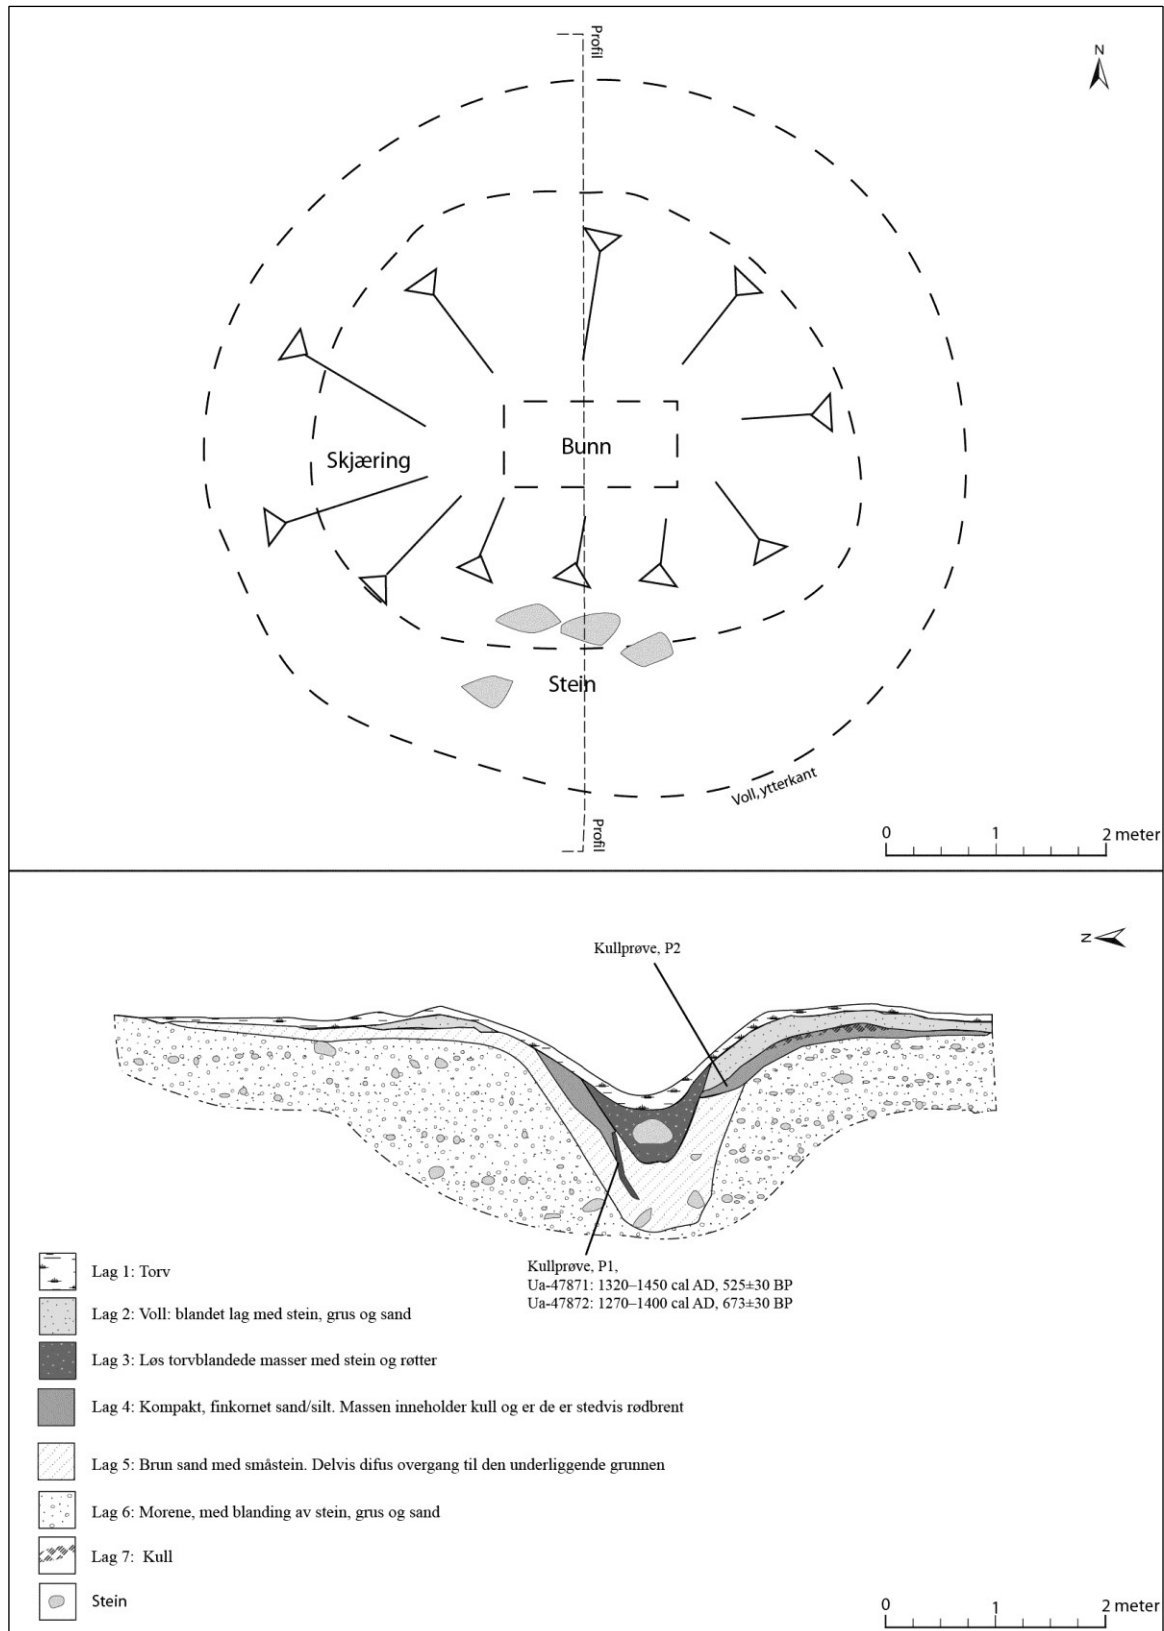 Profil
N
Bunn
Skjæring
Stein
Voll, ytterkant
Profil
0 1 2 meter
N
Kullprøve, P2
Kullprøve, P1,
Ua-47871: 1320–1450 cal AD, 525±30 BP
Ua-47872: 1270–1400 cal AD, 673±30 BP
Lag 1: Torv
Lag 2: Voll: blandet lag med stein, grus og sand
Lag 3: Løs torvblandede masser med stein og røtter
Lag 4: Kompakt, finkornet sand/silt. Massen inneholder kull og er de er stedvis rødbrent
Lag 5: Brun sand med småstein. Delvis difus overgang til den underliggende grunnen
Lag 6: Morene, med blanding av stein, grus og sand
Lag 7: Kull
Stein
0 1 2 meter